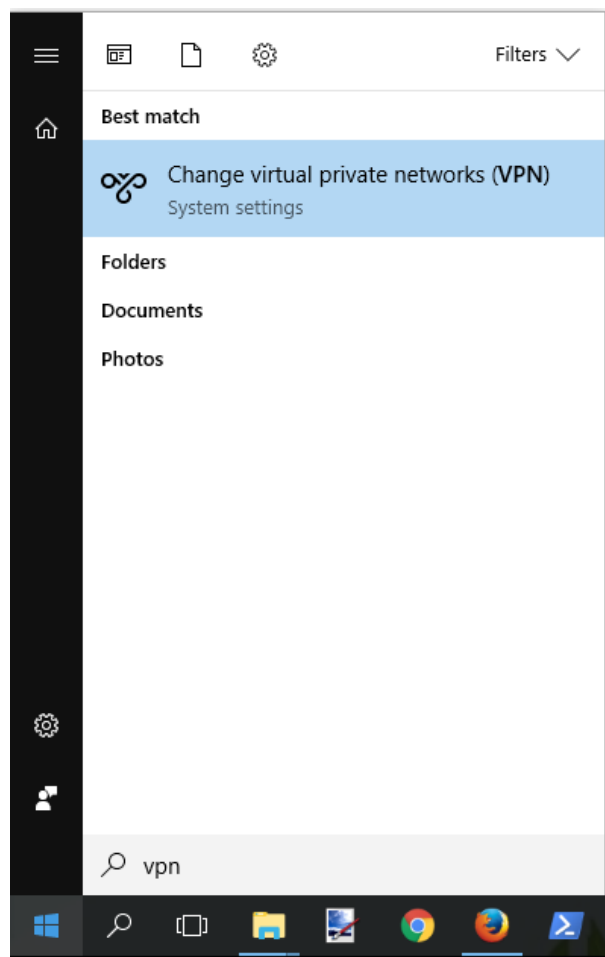 Filters
Best match
Change virtual private networks (VPN)
System settings
Folders
Documents
Photos
vpn